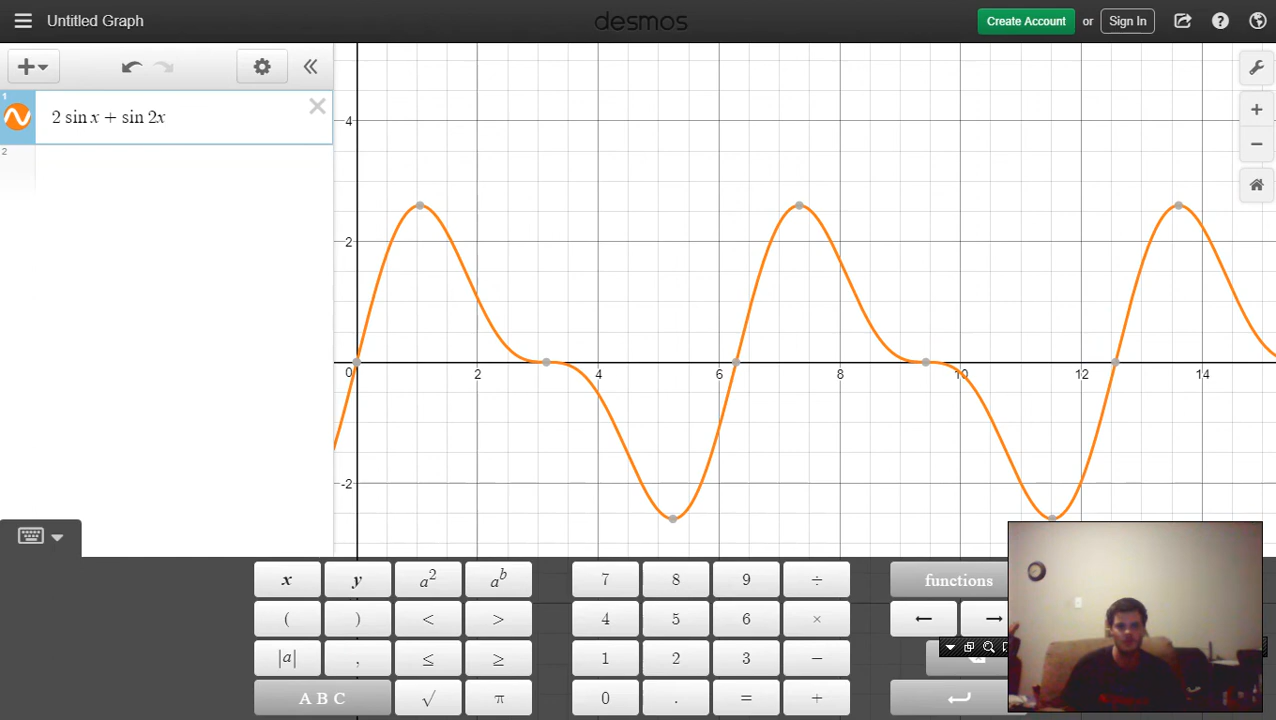 Untitled Graph
desmos
Create Account or Sign In ?
1
2 sin x + sin 2x
2
4
2
0 2 4 6 8 10 12 14
-2
x y a² aᵇ 7 8 9 ÷ functions
( ) < > 4 5 6 × ← →
|a| , ≤ ≥ 1 2 3 −
A B C √ π 0 . = +